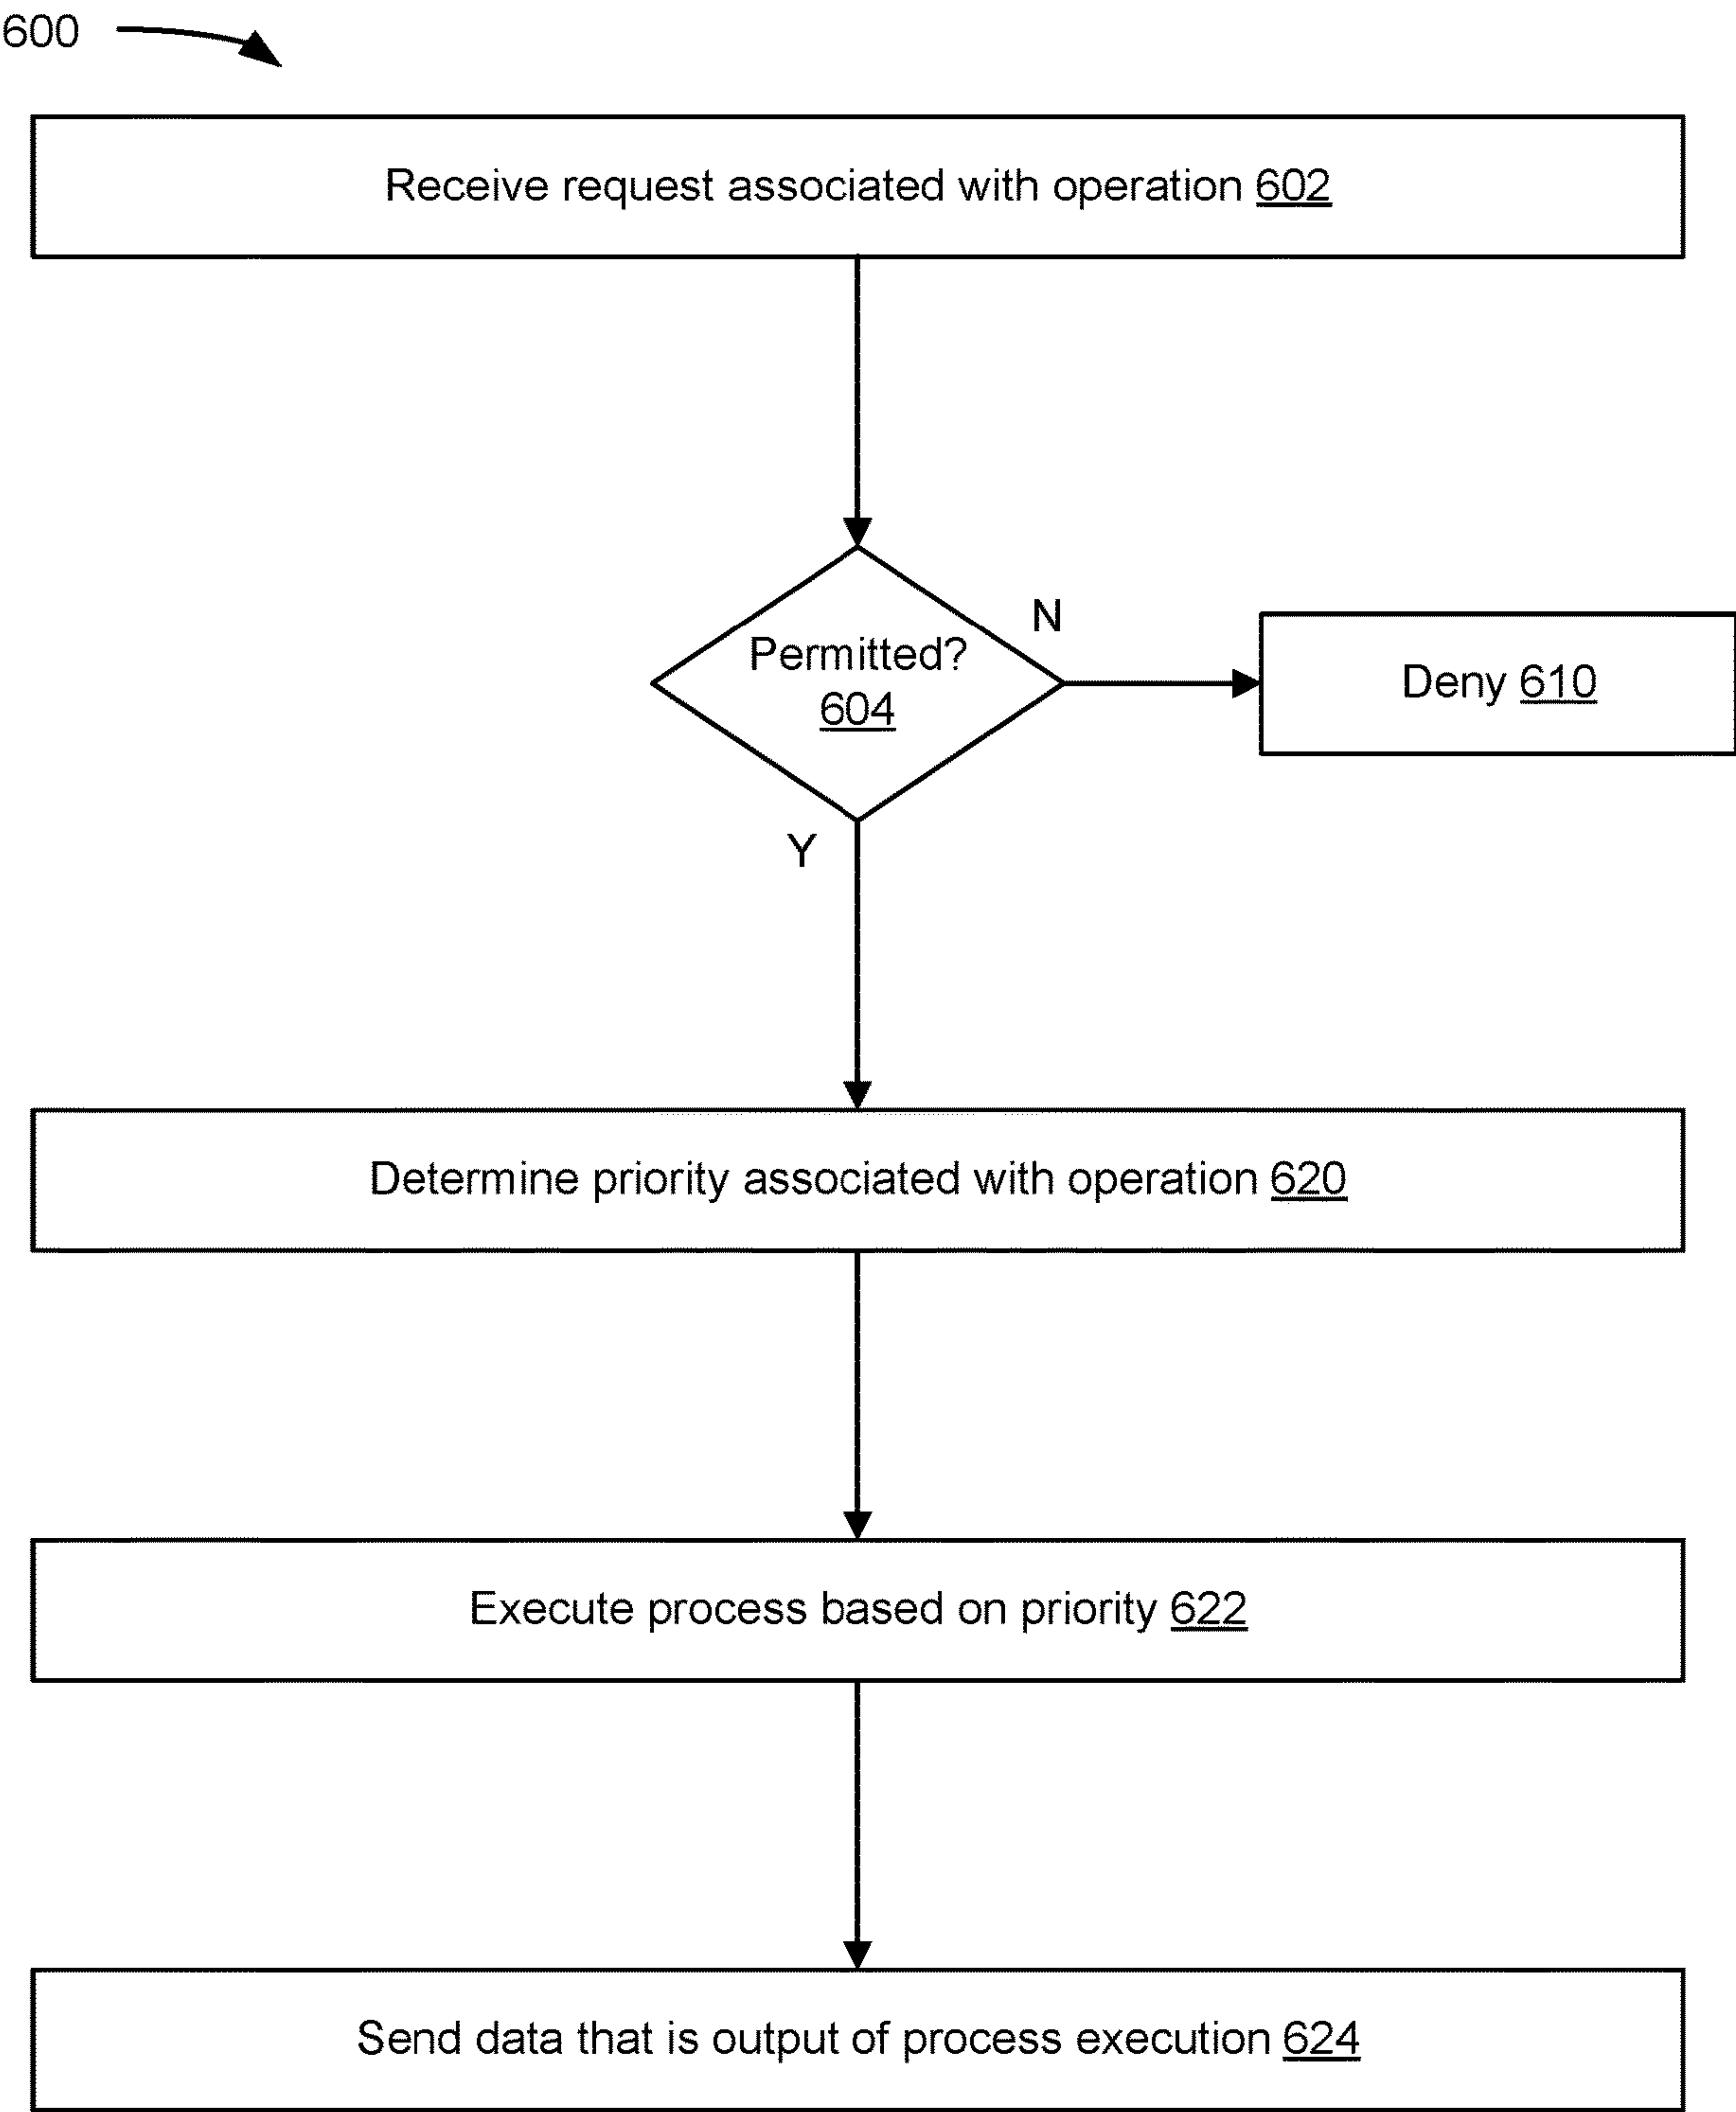 600
Receive request associated with operation 602
Permitted?
604
N
Deny 610
Y
Determine priority associated with operation 620
Execute process based on priority 622
Send data that is output of process execution 624